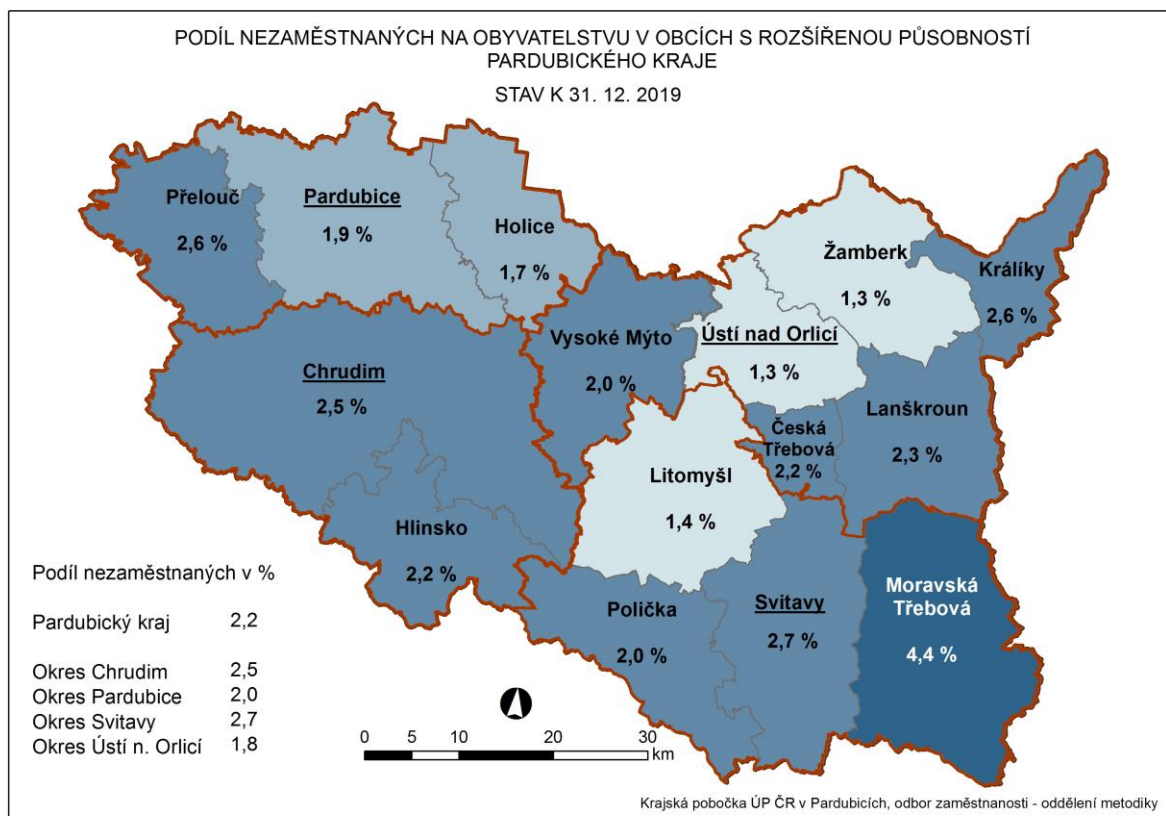 PODÍL NEZAMĚSTNANÝCH NA OBYVATELSTVU V OBCÍCH S ROZŠÍŘENOU PŮSOBNOSTÍ
PARDUBICKÉHO KRAJE
STAV K 31. 12. 2019
Přelouč
2,6 %
Pardubice
1,9 %
Holice
1,7 %
Žamberk
1,3 %
Králíky
2,6 %
Vysoké Mýto
2,0 %
Ústí nad Orlicí
1,3 %
Chrudim
2,5 %
Lanškroun
2,3 %
Česká
Třebová
2,2 %
Litomyšl
1,4 %
Hlinsko
2,2 %
Polička
2,0 %
Svitavy
2,7 %
Moravská
Třebová
4,4 %
Podíl nezaměstnaných v %
Pardubický kraj 2,2
Okres Chrudim 2,5
Okres Pardubice 2,0
Okres Svitavy 2,7
Okres Ústí n. Orlicí 1,8
0 5 10 20 30
km
Krajská pobočka ÚP ČR v Pardubicích, odbor zaměstnanosti - oddělení metodiky